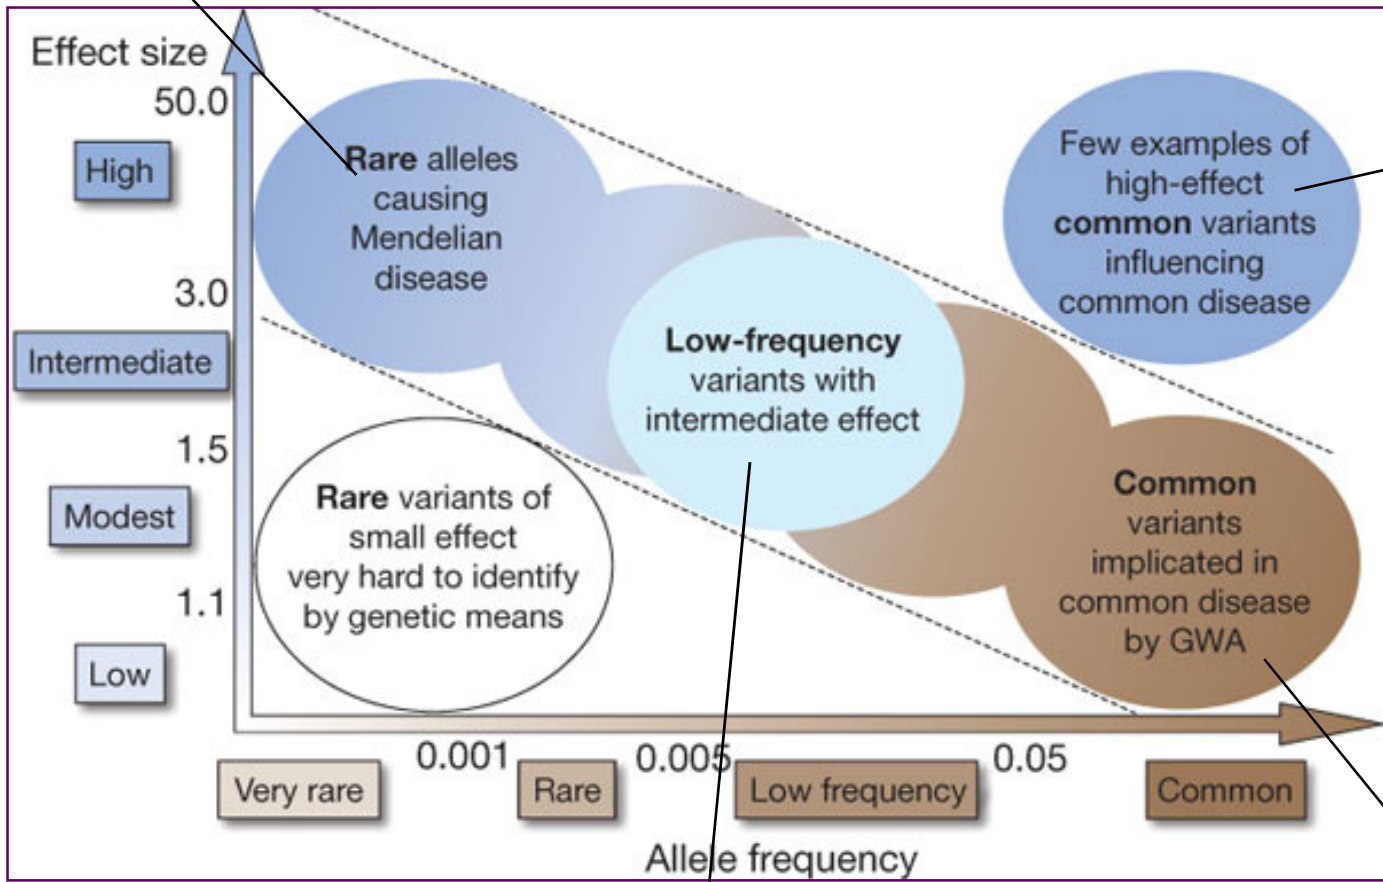 Effect size
50.0
High
3.0
Intermediate
1.5
Modest
1.1
Low
Rare alleles
causing
Mendelian
disease
Few examples of
high-effect
common variants
influencing
common disease
Low-frequency
variants with
intermediate effect
Rare variants of
small effect
very hard to identify
by genetic means
Common
variants
implicated in
common disease
by GWA
0.001
0.005
0.05
Very rare
Rare
Low frequency
Common
Allele frequency